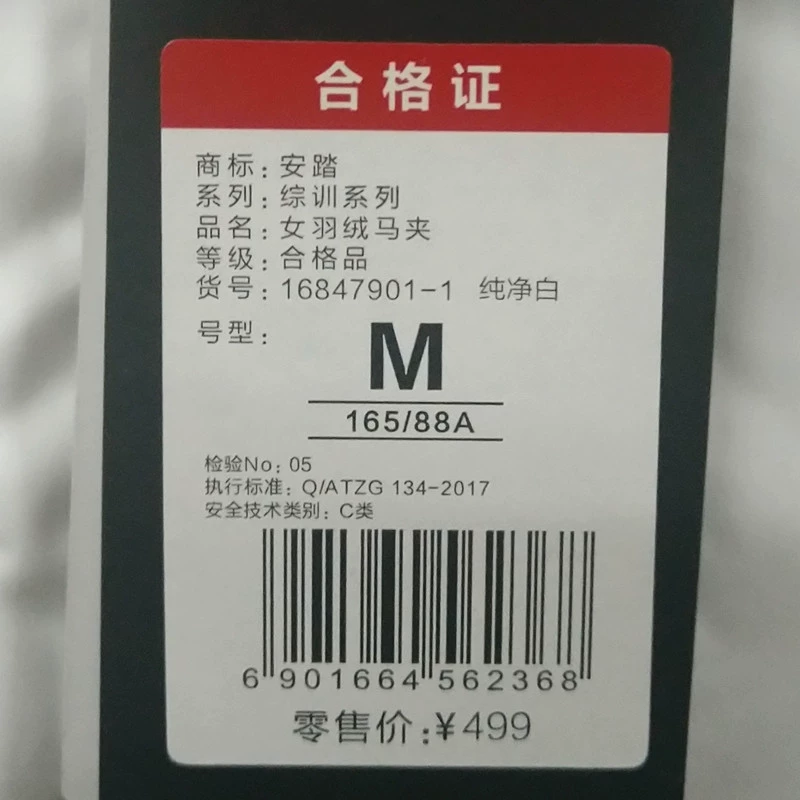 合格证
商标：安踏
系列：综训系列
品名：女羽绒马夹
等级：合格品
货号：16847901-1 纯净白
号型：
M
165/88A
检验No：05
执行标准：Q/ATZG 134-2017
安全技术类别：C类
6 901664 562368
零售价:¥499